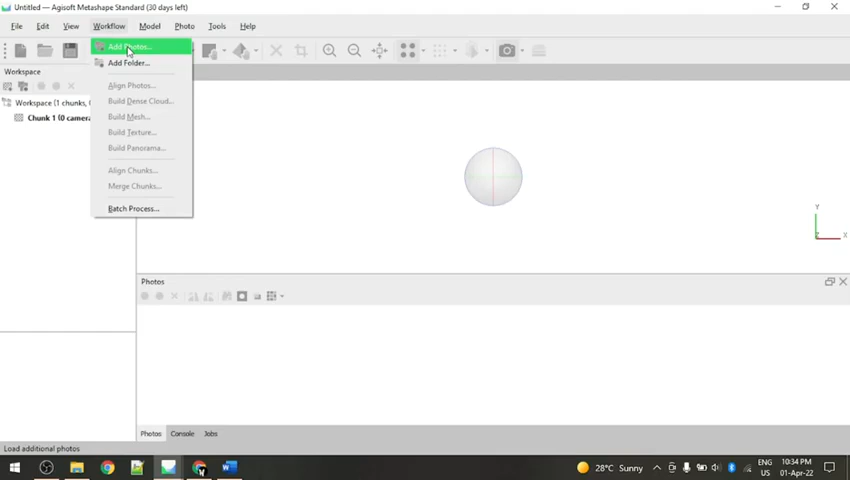 Untitled — Agisoft Metashape Standard (30 days left)
File Edit View Workflow Model Photo Tools Help
Add Photos...
Add Folder...
Align Photos...
Build Dense Cloud...
Build Mesh...
Build Texture...
Build Panorama...
Align Chunks...
Merge Chunks...
Batch Process...
Workspace
Workspace (1 chunks, 0
Chunk 1 (0 camera
Y
Z X
Photos
Photos Console Jobs
Load additional photos
28°C Sunny
ENG
US
10:34 PM
01-Apr-22